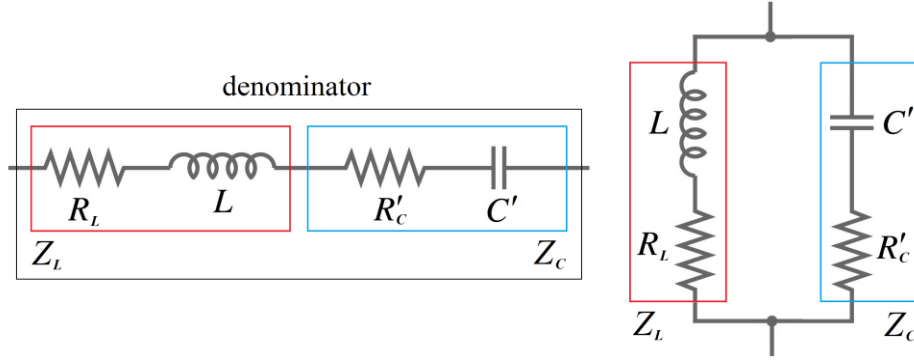 denominator
R_L L R'_C C'
Z_L Z_C
L C'
R_L R'_C
Z_L Z_C